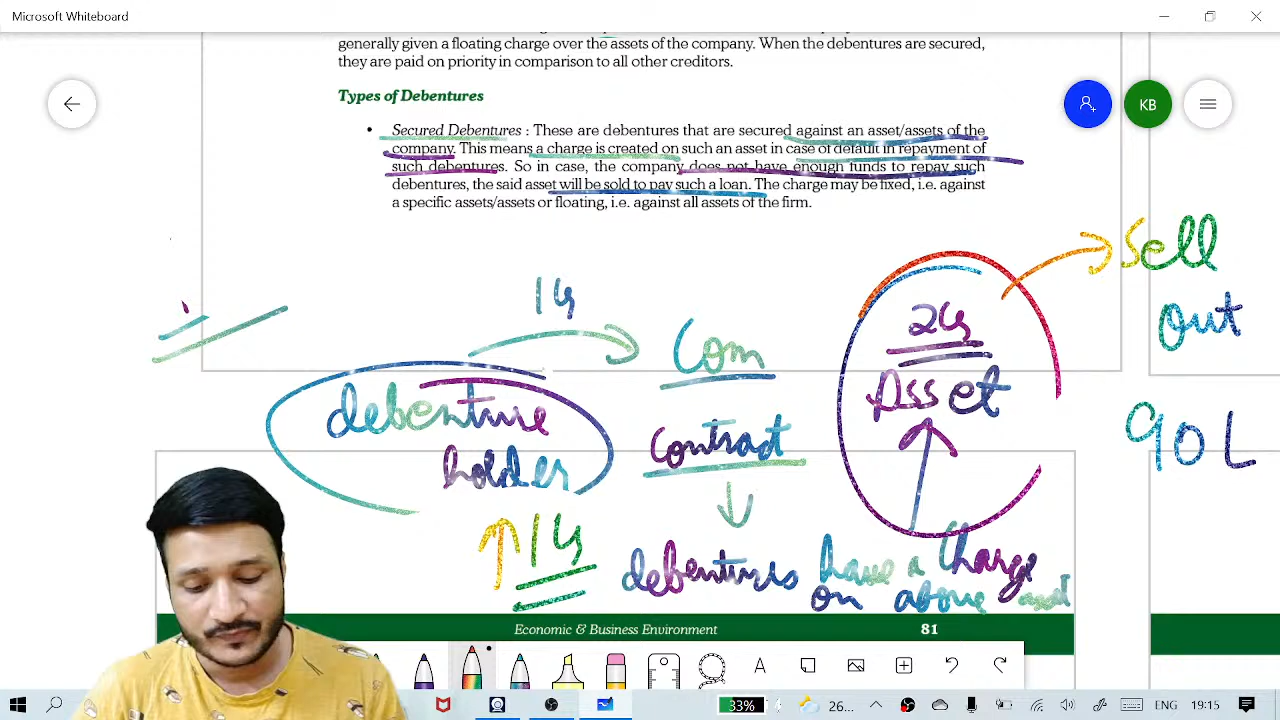 Microsoft Whiteboard
generally given a floating charge over the assets of the company. When the debentures are secured,
they are paid on priority in comparison to all other creditors.
KB
Types of Debentures
• Secured Debentures : These are debentures that are secured against an asset/assets of the
company. This means a charge is created on such an asset in case of default in repayment of
such debentures. So in case, the company does not have enough funds to repay such
debentures, the said asset will be sold to pay such a loan. The charge may be fixed, i.e. against
a specific assets/assets or floating, i.e. against all assets of the firm.
Sell
out
Com
Asset
debenture
holder
contract
90 L
debentures have a Charge
on above
Economic & Business Environment 81
33%
26...
ENG 19:15